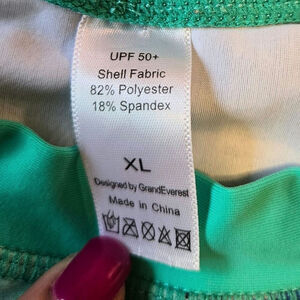 UPF 50+
Shell Fabric
82% Polyester
18% Spandex
XL
Designed by GrandEverest
Made in China